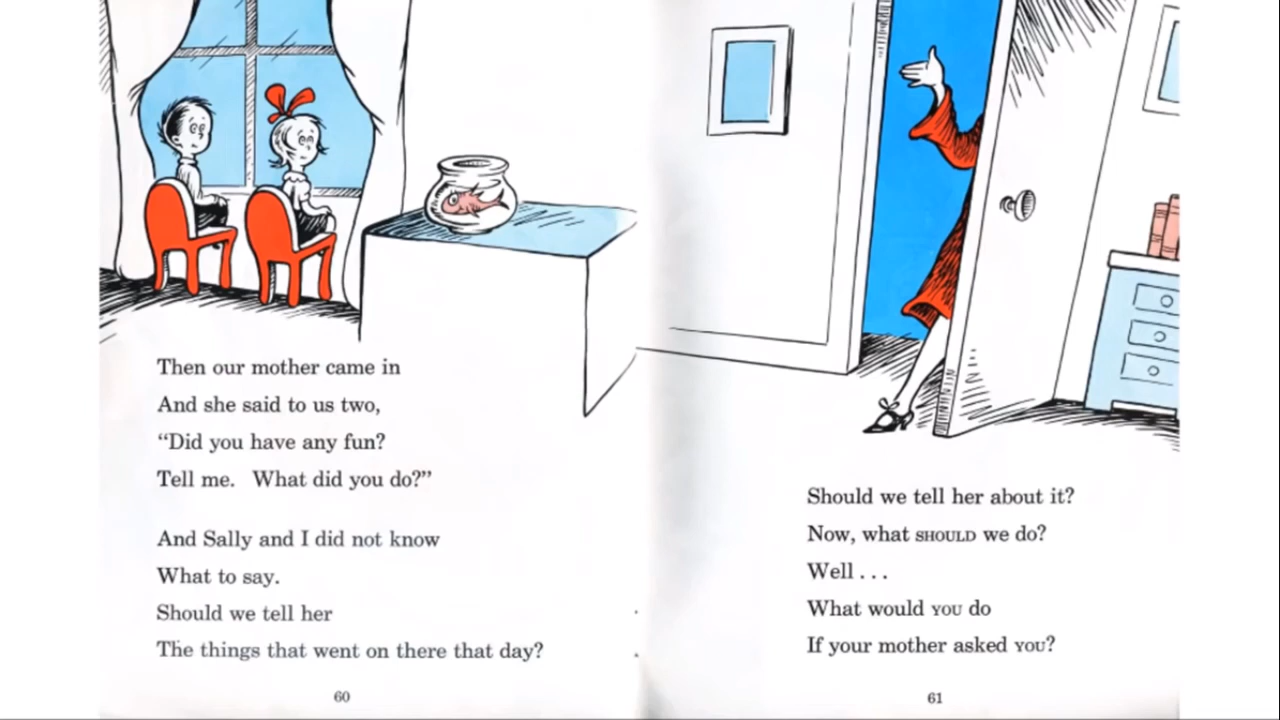 Then our mother came in
And she said to us two,
“Did you have any fun?
Tell me. What did you do?”
And Sally and I did not know
What to say.
Should we tell her
The things that went on there that day?
60
Should we tell her about it?
Now, what SHOULD we do?
Well . . .
What would YOU do
If your mother asked YOU?
61